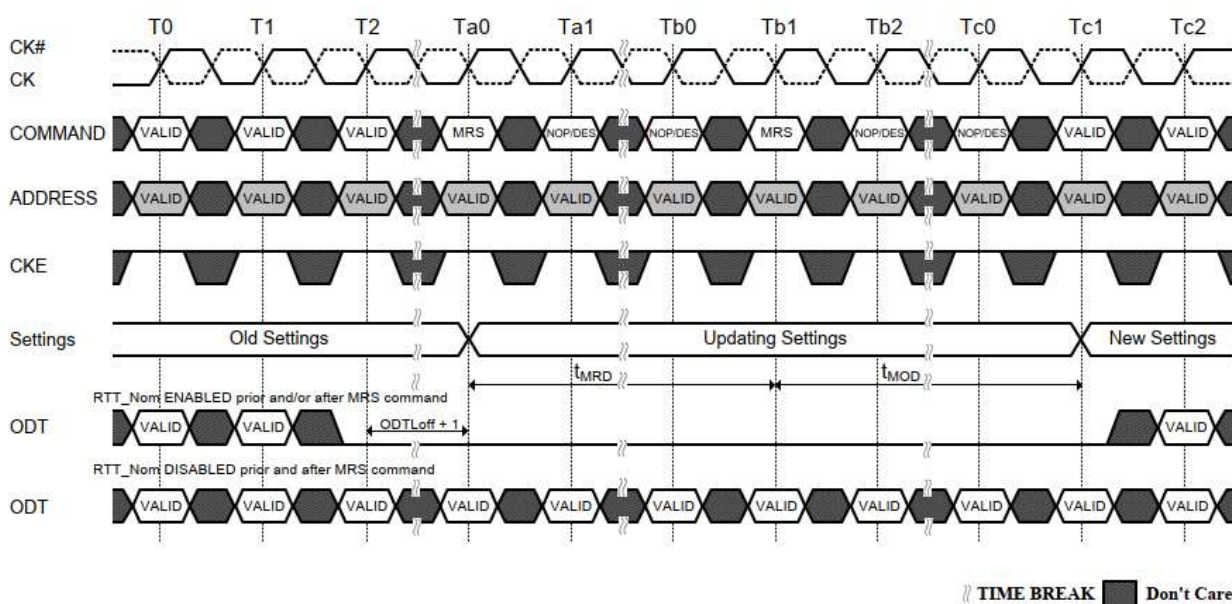 T0 T1 T2 Ta0 Ta1 Tb0 Tb1 Tb2 Tc0 Tc1 Tc2
CK#
CK
COMMAND VALID VALID VALID MRS NOP/DES NOP/DES MRS NOP/DES NOP/DES VALID VALID
ADDRESS VALID VALID VALID VALID VALID VALID VALID VALID VALID VALID VALID
CKE
Settings Old Settings Updating Settings New Settings
tMRD tMOD
RTT_Nom ENABLED prior and/or after MRS command
ODT VALID VALID ODTLoff + 1 VALID
RTT_Nom DISABLED prior and after MRS command
ODT VALID VALID VALID VALID VALID VALID VALID VALID VALID VALID VALID
TIME BREAK Don't Care